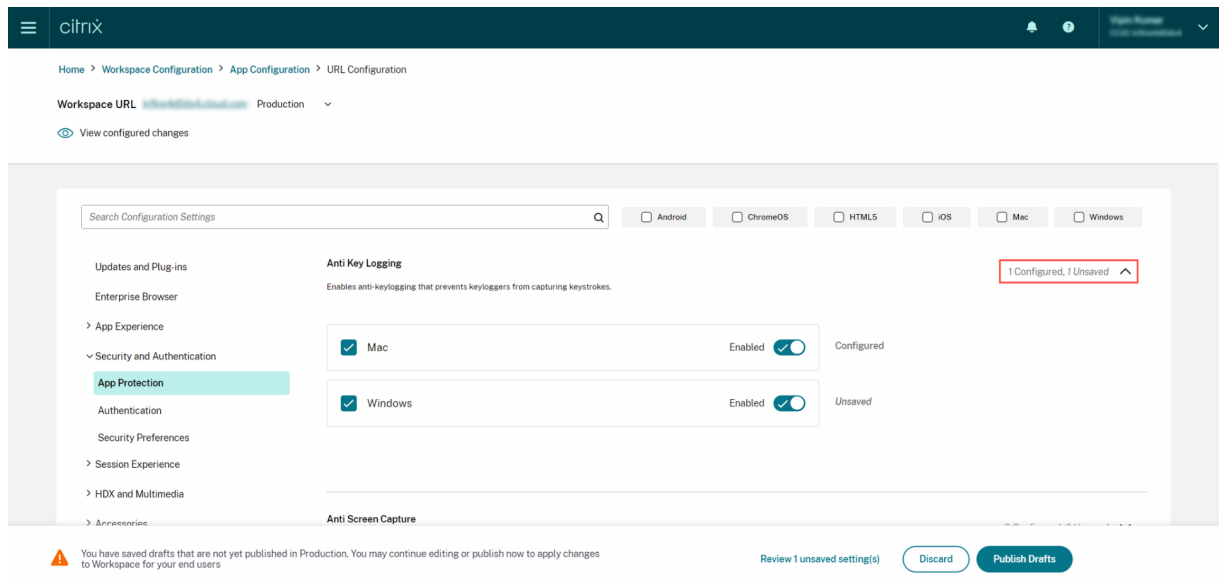 citrix
Home > Workspace Configuration > App Configuration > URL Configuration
Workspace URL Production
View configured changes
Search Configuration Settings
Android ChromeOS HTML5 iOS Mac Windows
Updates and Plug-ins
Enterprise Browser
App Experience
Security and Authentication
App Protection
Authentication
Security Preferences
Session Experience
HDX and Multimedia
Accessories
Anti Key Logging
1 Configured, 1 Unsaved
Enables anti-keylogging that prevents keyloggers from capturing keystrokes.
Mac Enabled Configured
Windows Enabled Unsaved
Anti Screen Capture
You have saved drafts that are not yet published in Production. You may continue editing or publish now to apply changes
to Workspace for your end users
Review 1 unsaved setting(s) Discard Publish Drafts